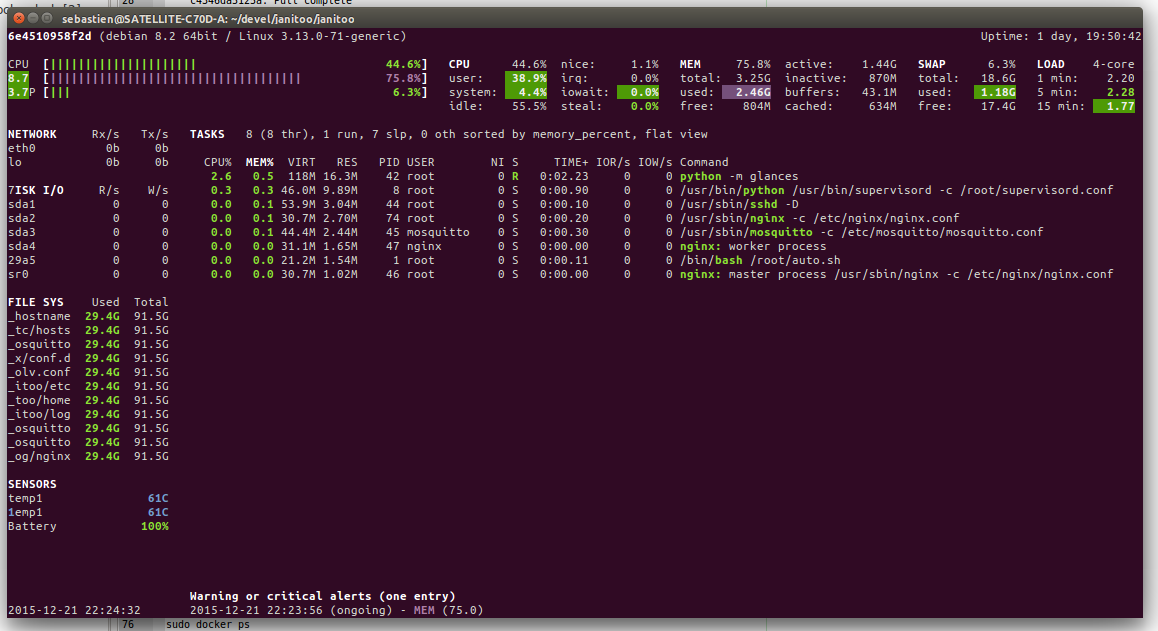 28 c4540da5125a: Pull complete
sebastien@SATELLITE-C70D-A: ~/devel/janitoo/janitoo
6e4510958f2d (debian 8.2 64bit / Linux 3.13.0-71-generic) Uptime: 1 day, 19:50:42
CPU [||||||||||||||||||||| 44.6%] CPU 44.6% nice: 1.1% MEM 75.8% active: 1.44G SWAP 6.3% LOAD 4-core
8.7 [|||||||||||||||||||||||||||||||||||| 75.8%] user: 38.9% irq: 0.0% total: 3.25G inactive: 870M total: 18.6G 1 min: 2.20
3.7P [||| 6.3%] system: 4.4% iowait: 0.0% used: 2.46G buffers: 43.1M used: 1.18G 5 min: 2.28
idle: 55.5% steal: 0.0% free: 804M cached: 634M free: 17.4G 15 min: 1.77
NETWORK Rx/s Tx/s TASKS 8 (8 thr), 1 run, 7 slp, 0 oth sorted by memory_percent, flat view
eth0 0b 0b
lo 0b 0b CPU% MEM% VIRT RES PID USER NI S TIME+ IOR/s IOW/s Command
2.6 0.5 118M 16.3M 42 root 0 R 0:02.23 0 0 python -m glances
7ISK I/O R/s W/s 0.3 0.3 46.0M 9.89M 8 root 0 S 0:00.90 0 0 /usr/bin/python /usr/bin/supervisord -c /root/supervisord.conf
sda1 0 0 0.0 0.1 53.9M 3.04M 44 root 0 S 0:00.10 0 0 /usr/sbin/sshd -D
sda2 0 0 0.0 0.1 30.7M 2.70M 74 root 0 S 0:00.20 0 0 /usr/sbin/nginx -c /etc/nginx/nginx.conf
sda3 0 0 0.0 0.1 44.4M 2.44M 45 mosquitto 0 S 0:00.30 0 0 /usr/sbin/mosquitto -c /etc/mosquitto/mosquitto.conf
sda4 0 0 0.0 0.0 31.1M 1.65M 47 nginx 0 S 0:00.00 0 0 nginx: worker process
29a5 0 0 0.0 0.0 21.2M 1.54M 1 root 0 S 0:00.11 0 0 /bin/bash /root/auto.sh
sr0 0 0 0.0 0.0 30.7M 1.02M 46 root 0 S 0:00.00 0 0 nginx: master process /usr/sbin/nginx -c /etc/nginx/nginx.conf
FILE SYS Used Total
_hostname 29.4G 91.5G
_tc/hosts 29.4G 91.5G
_osquitto 29.4G 91.5G
_x/conf.d 29.4G 91.5G
_olv.conf 29.4G 91.5G
_itoo/etc 29.4G 91.5G
_too/home 29.4G 91.5G
_itoo/log 29.4G 91.5G
_osquitto 29.4G 91.5G
_osquitto 29.4G 91.5G
_og/nginx 29.4G 91.5G
SENSORS
temp1 61C
1emp1 61C
Battery 100%
Warning or critical alerts (one entry)
2015-12-21 22:24:32 2015-12-21 22:23:56 (ongoing) - MEM (75.0)
76 sudo docker ps